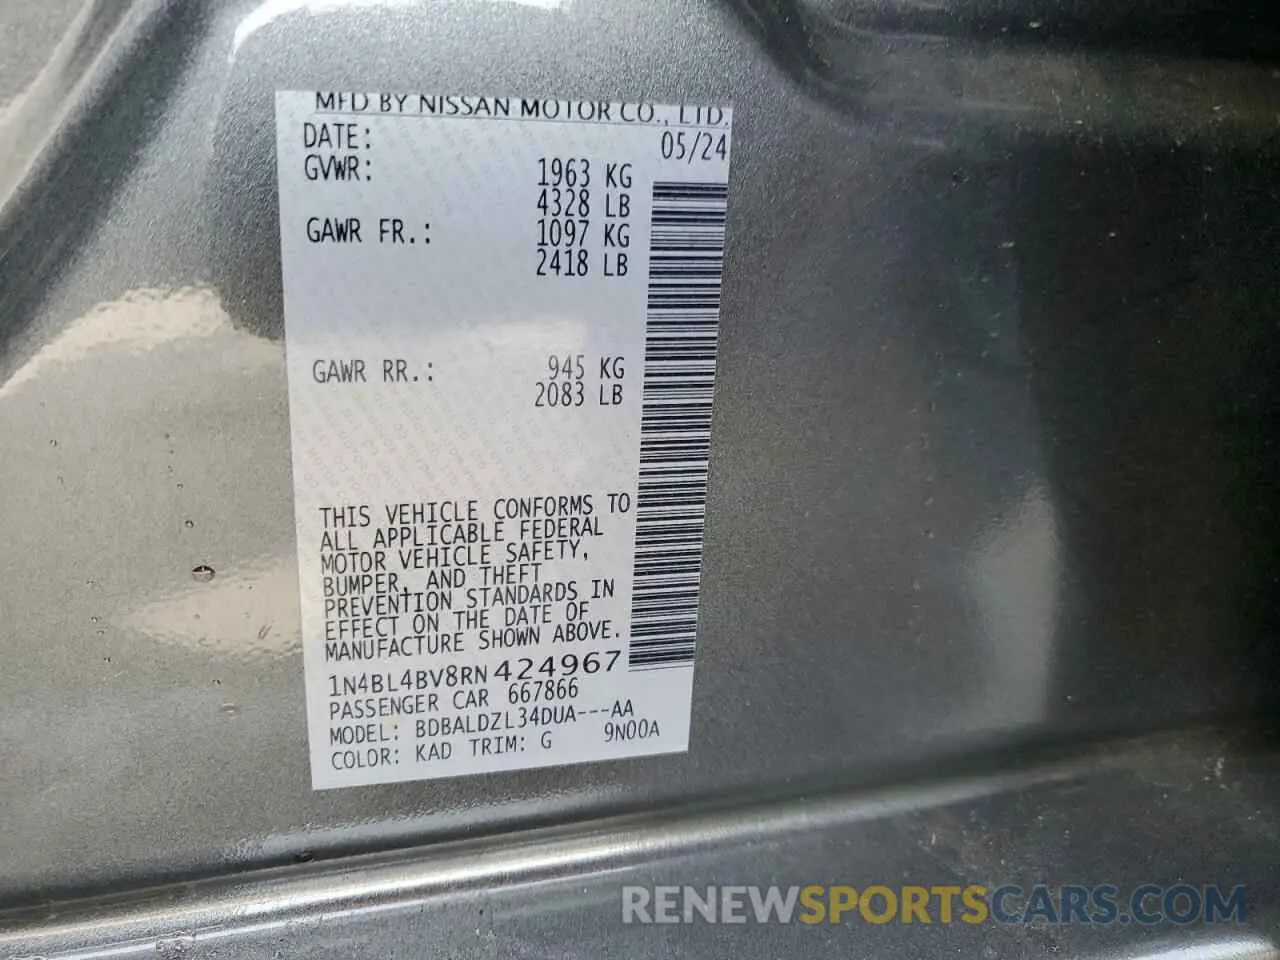 MFD BY NISSAN MOTOR CO., LTD.
DATE: 05/24
GVWR: 1963 KG
4328 LB
GAWR FR.: 1097 KG
2418 LB
GAWR RR.: 945 KG
2083 LB
THIS VEHICLE CONFORMS TO
ALL APPLICABLE FEDERAL
MOTOR VEHICLE SAFETY,
BUMPER, AND THEFT
PREVENTION STANDARDS IN
EFFECT ON THE DATE OF
MANUFACTURE SHOWN ABOVE.
1N4BL4BV8RN424967
PASSENGER CAR 667866
MODEL: BDBALDZL34DUA---AA
COLOR: KAD TRIM: G 9N00A
RENEWSPORTSCARS.COM